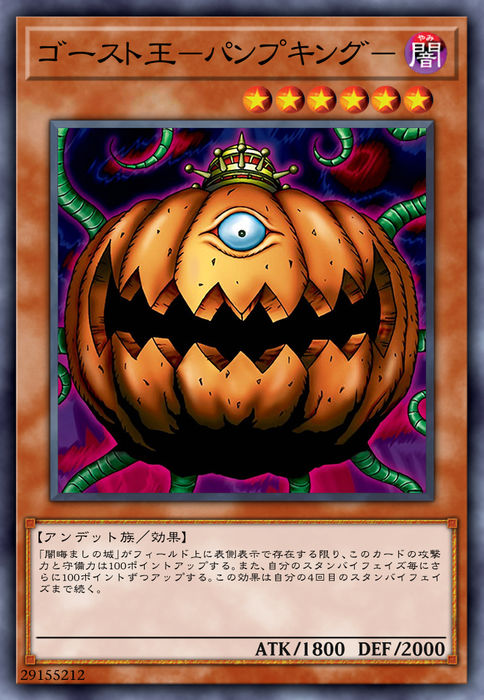 ゴースト王－パンプキング－
やみ
闇
【アンデット族／効果】
「闇晦ましの城」がフィールド上に表側表示で存在する限り、このカードの攻撃
力と守備力は100ポイントアップする。また、自分のスタンバイフェイズ毎にさ
らに100ポイントずつアップする。この効果は自分の4回目のスタンバイフェイ
ズまで続く。
ATK/1800 DEF/2000
29155212